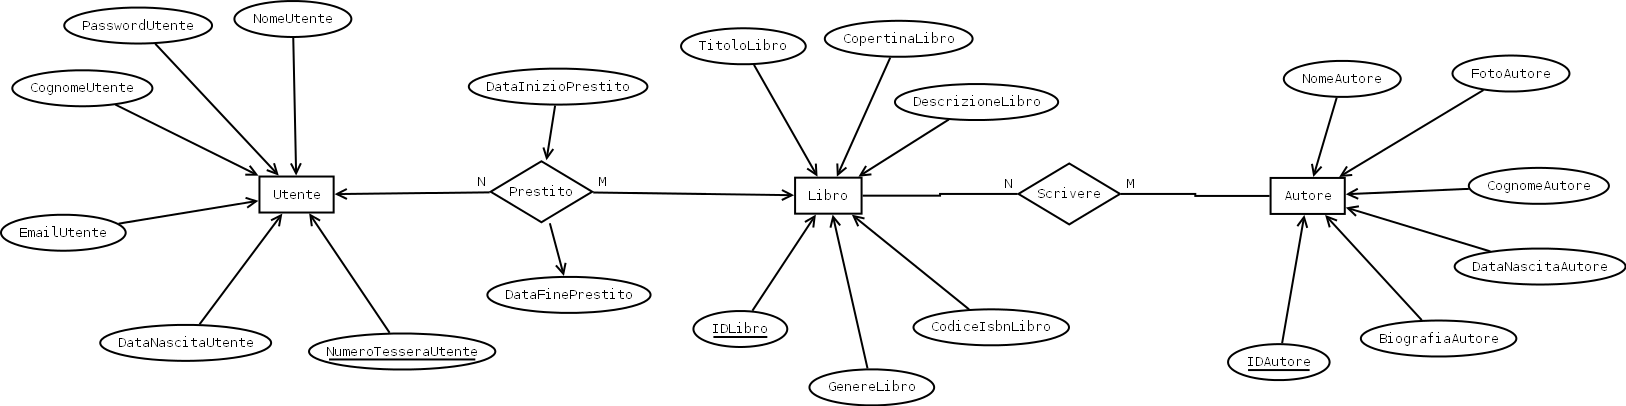 PasswordUtente
NomeUtente
CognomeUtente
DataInizioPrestito
TitoloLibro
CopertinaLibro
DescrizioneLibro
NomeAutore
FotoAutore
Utente
N
Prestito
M
Libro
N
Scrivere
M
Autore
CognomeAutore
EmailUtente
DataFinePrestito
DataNascitaAutore
DataNascitaUtente
NumeroTesseraUtente
IDLibro
CodiceIsbnLibro
GenereLibro
IDAutore
BiografiaAutore